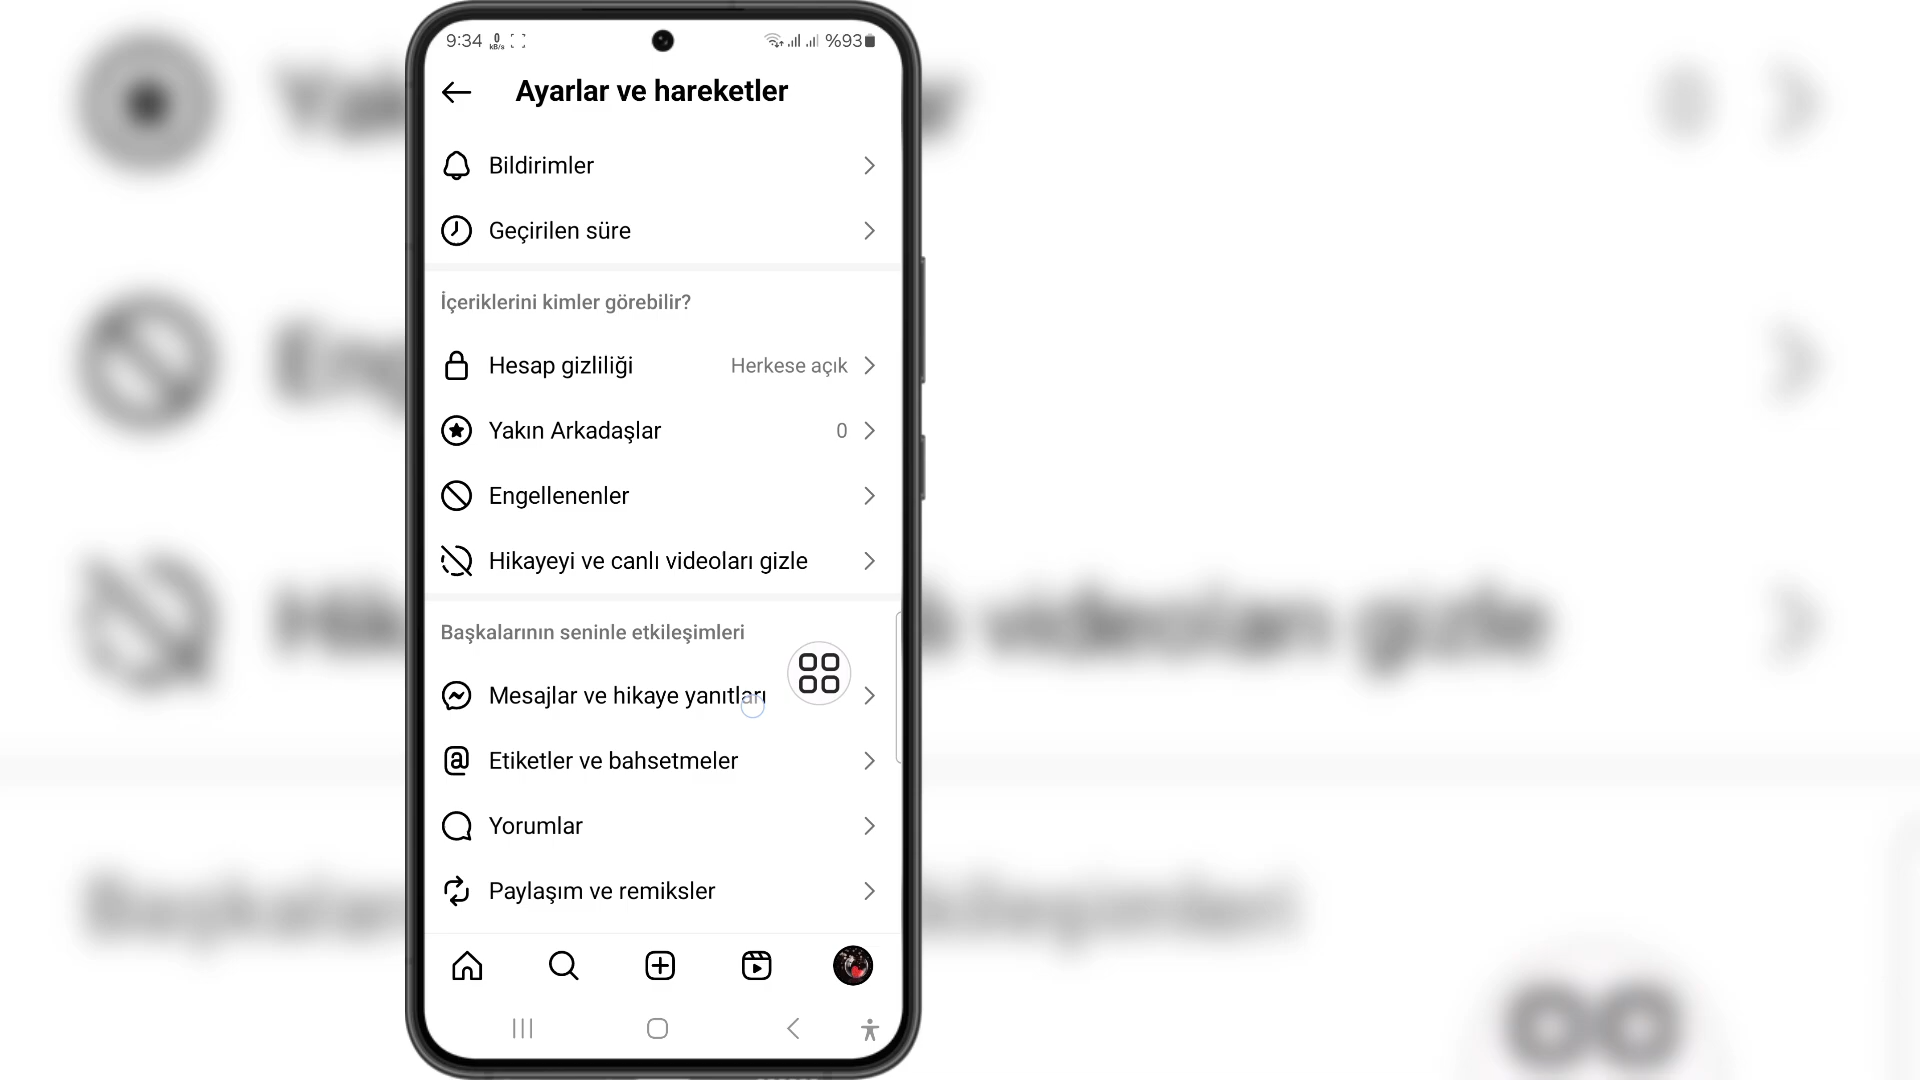 9:34 0 kB/s %93
Ayarlar ve hareketler
Bildirimler
Geçirilen süre
İçeriklerini kimler görebilir?
Hesap gizliliği Herkese açık
Yakın Arkadaşlar 0
Engellenenler
Hikayeyi ve canlı videoları gizle
Başkalarının seninle etkileşimleri
Mesajlar ve hikaye yanıtları
Etiketler ve bahsetmeler
Yorumlar
Paylaşım ve remiksler